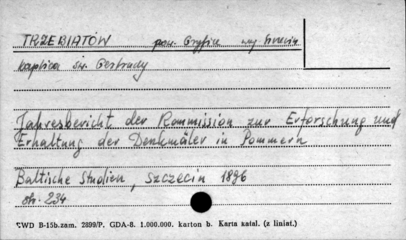 TRZEBIATÓW pow. Gryfice woj. Szczecin
kaplica św. Gertrudy
Jahresbericht der Kommission zur Erforschung und
Erhaltung der Denkmäler in Pommern
Baltische Studien, Szczecin 1896
str. 234
WD B-15b. zam. 2899/P. GDA-8. 1.000.000. karton b. Karta katal. (z liniat.)